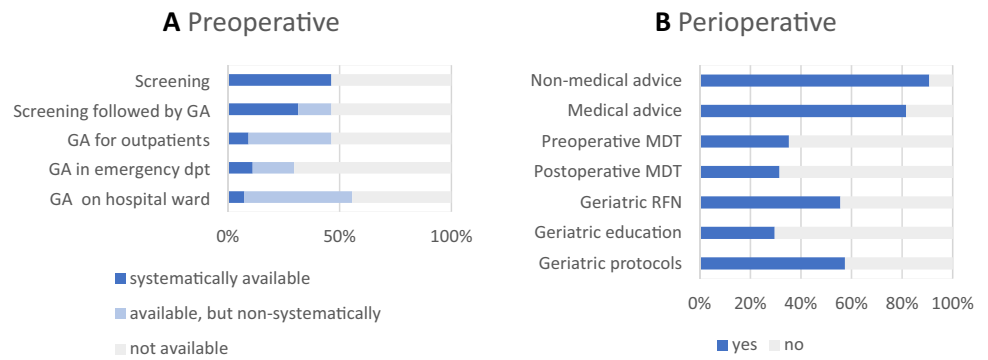 A Preoperative
Screening
Screening followed by GA
GA for outpatients
GA in emergency dpt
GA on hospital ward
0% 50% 100%
systematically available
available, but non-systematically
not available
B Perioperative
Non-medical advice
Medical advice
Preoperative MDT
Postoperative MDT
Geriatric RFN
Geriatric education
Geriatric protocols
0% 20% 40% 60% 80% 100%
yes no